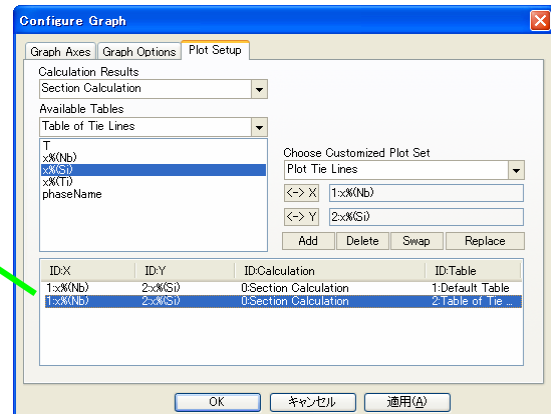 Configure Graph
Graph Axes Graph Options Plot Setup
Calculation Results
Section Calculation
Available Tables
Table of Tie Lines
T
x%(Nb)
x%(Si)
x%(Ti)
phaseName
Choose Customized Plot Set
Plot Tie Lines
<-> X 1:x%(Nb)
<-> Y 2:x%(Si)
Add Delete Swap Replace
ID:X ID:Y ID:Calculation ID:Table
1:x%(Nb) 2:x%(Si) 0:Section Calculation 1:Default Table
1:x%(Nb) 2:x%(Si) 0:Section Calculation 2:Table of Tie ...
OK キャンセル 適用(A)